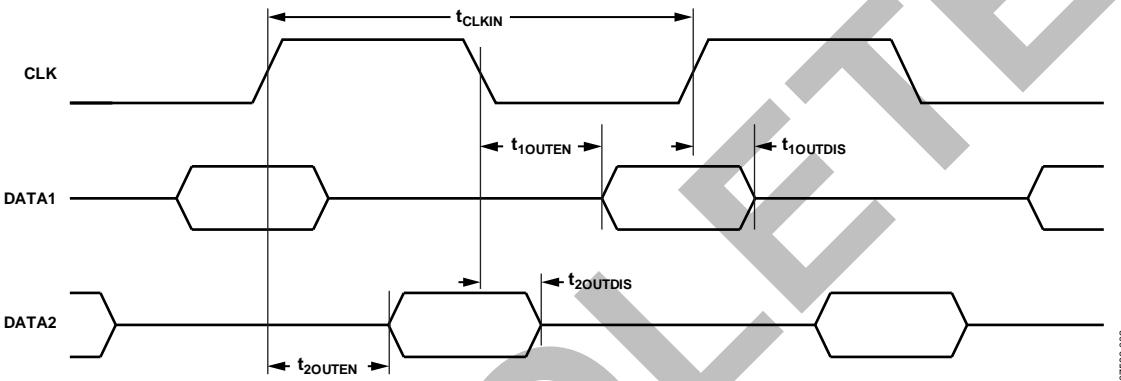 tCLKIN
CLK
t1OUTEN
t1OUTDIS
DATA1
t2OUTDIS
DATA2
t2OUTEN